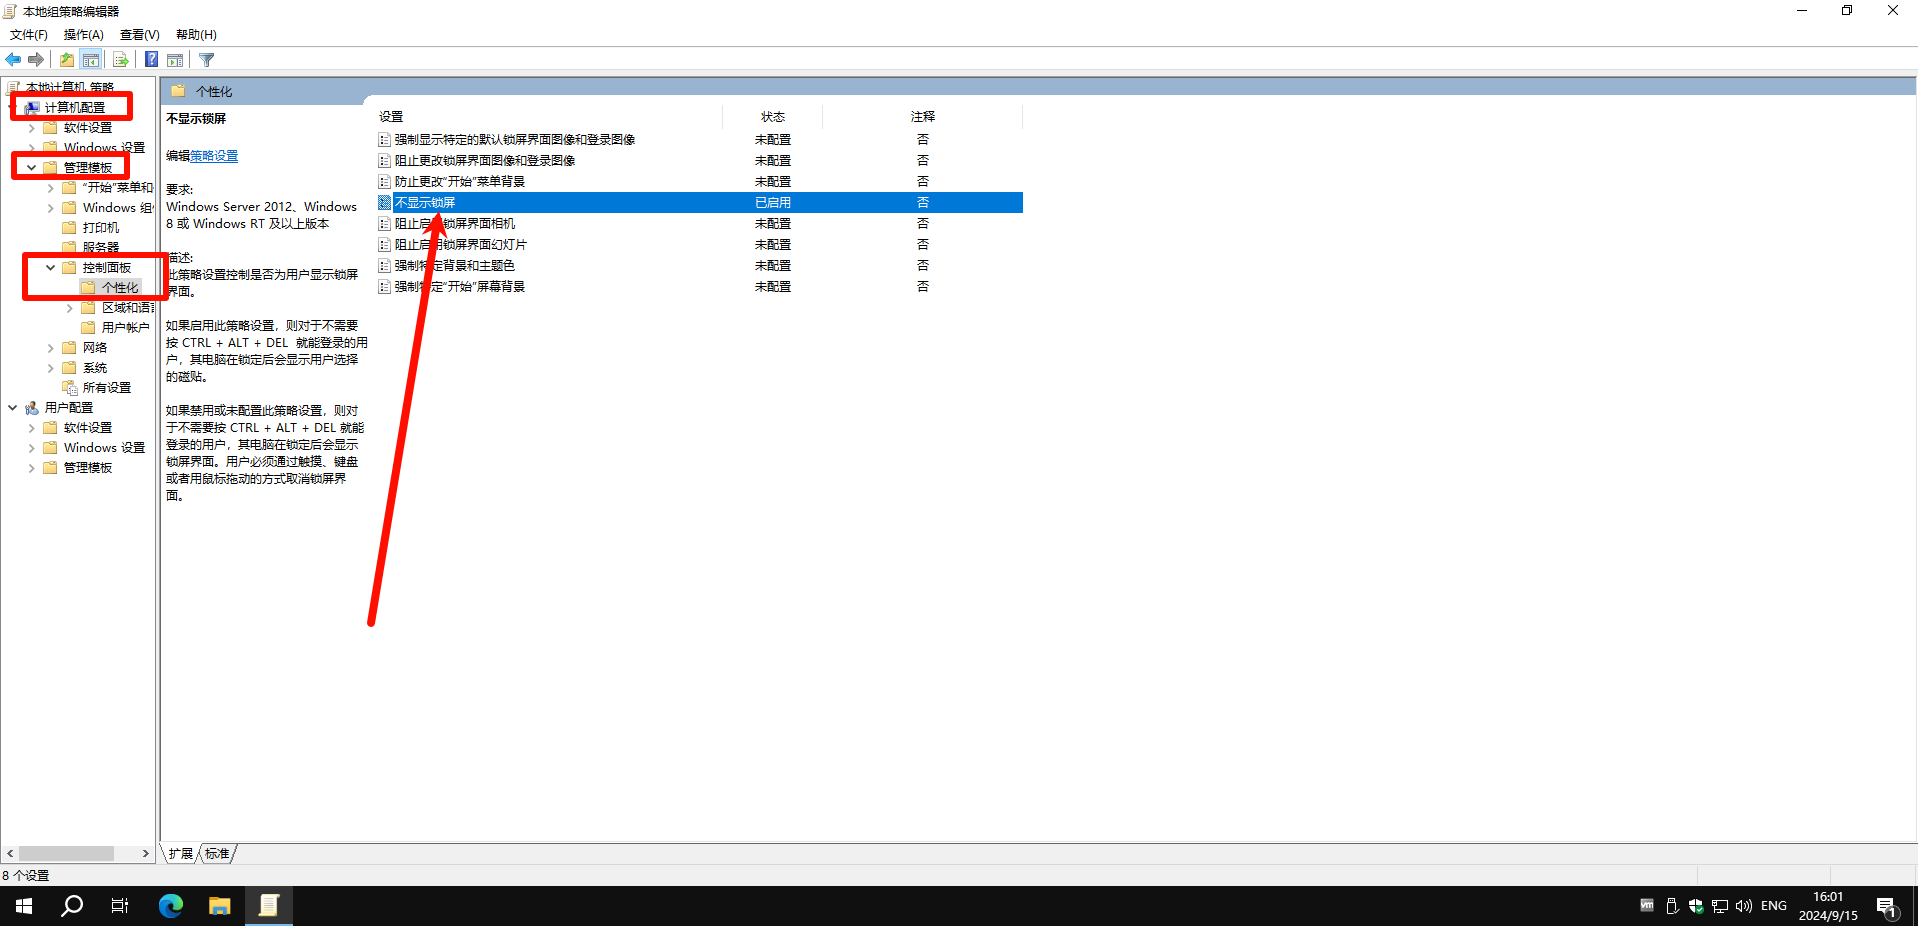 本地组策略编辑器
文件(F) 操作(A) 查看(V) 帮助(H)
本地计算机 策略
计算机配置
软件设置
Windows 设置
管理模板
"开始"菜单和
Windows 组
打印机
服务器
控制面板
个性化
区域和语
用户帐户
网络
系统
所有设置
用户配置
软件设置
Windows 设置
管理模板
个性化
不显示锁屏
编辑策略设置
要求:
Windows Server 2012、Windows
8 或 Windows RT 及以上版本
描述:
此策略设置控制是否为用户显示锁屏
界面。
如果启用此策略设置，则对于不需要
按 CTRL + ALT + DEL 就能登录的用
户，其电脑在锁定后会显示用户选择
的磁贴。
如果禁用或未配置此策略设置，则对
于不需要按 CTRL + ALT + DEL 就能
登录的用户，其电脑在锁定后会显示
锁屏界面。用户必须通过触摸、键盘
或者用鼠标拖动的方式取消锁屏界
面。
设置 状态 注释
强制显示特定的默认锁屏界面图像和登录图像 未配置 否
阻止更改锁屏界面图像和登录图像 未配置 否
防止更改"开始"菜单背景 未配置 否
不显示锁屏 已启用 否
阻止启用锁屏界面相机 未配置 否
阻止启用锁屏界面幻灯片 未配置 否
强制特定背景和主题色 未配置 否
强制特定"开始"屏幕背景 未配置 否
扩展 标准
8 个设置
vm ENG
16:01
2024/9/15
1